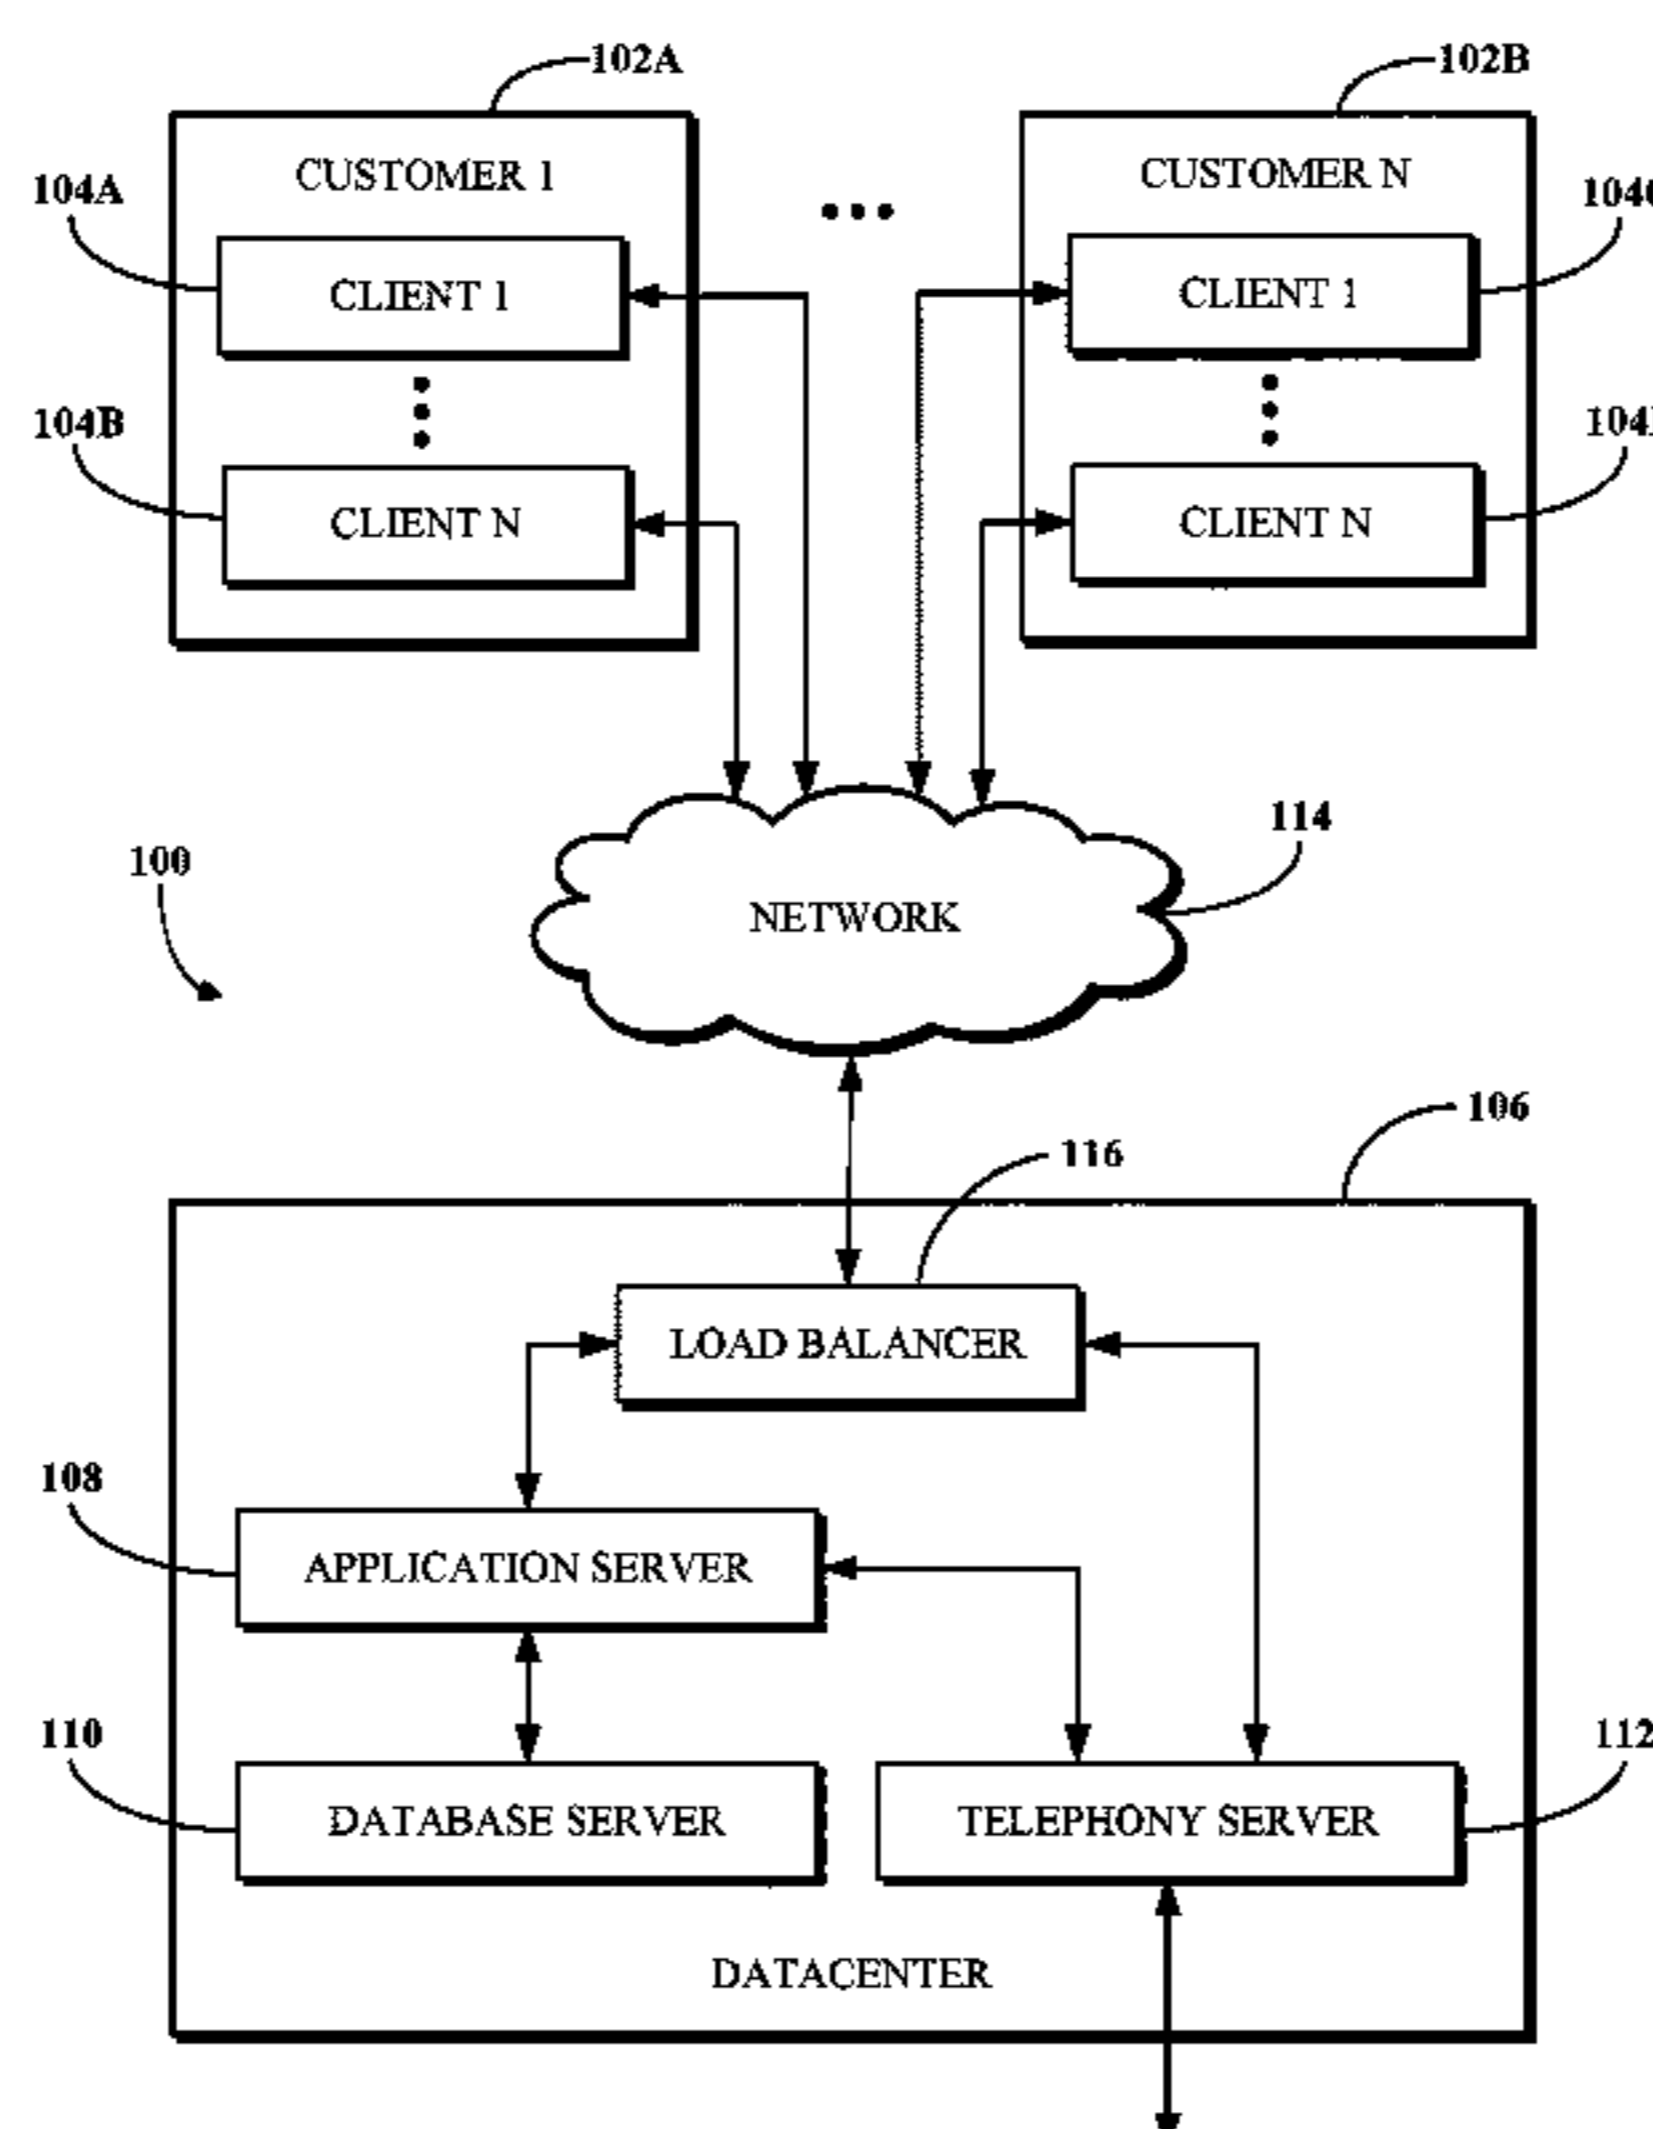 102A
102B
CUSTOMER 1
CUSTOMER N
104A
CLIENT 1
CLIENT 1
104B
CLIENT N
CLIENT N
114
100
NETWORK
106
116
LOAD BALANCER
108
APPLICATION SERVER
110
112
DATABASE SERVER
TELEPHONY SERVER
DATACENTER